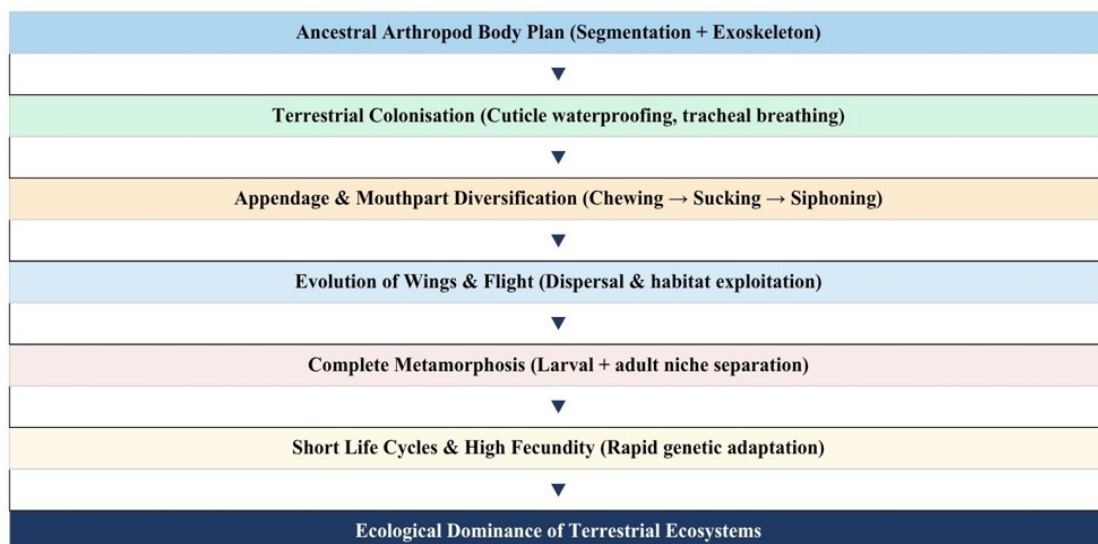 Ancestral Arthropod Body Plan (Segmentation + Exoskeleton)
Terrestrial Colonisation (Cuticle waterproofing, tracheal breathing)
Appendage & Mouthpart Diversification (Chewing → Sucking → Siphoning)
Evolution of Wings & Flight (Dispersal & habitat exploitation)
Complete Metamorphosis (Larval + adult niche separation)
Short Life Cycles & High Fecundity (Rapid genetic adaptation)
Ecological Dominance of Terrestrial Ecosystems